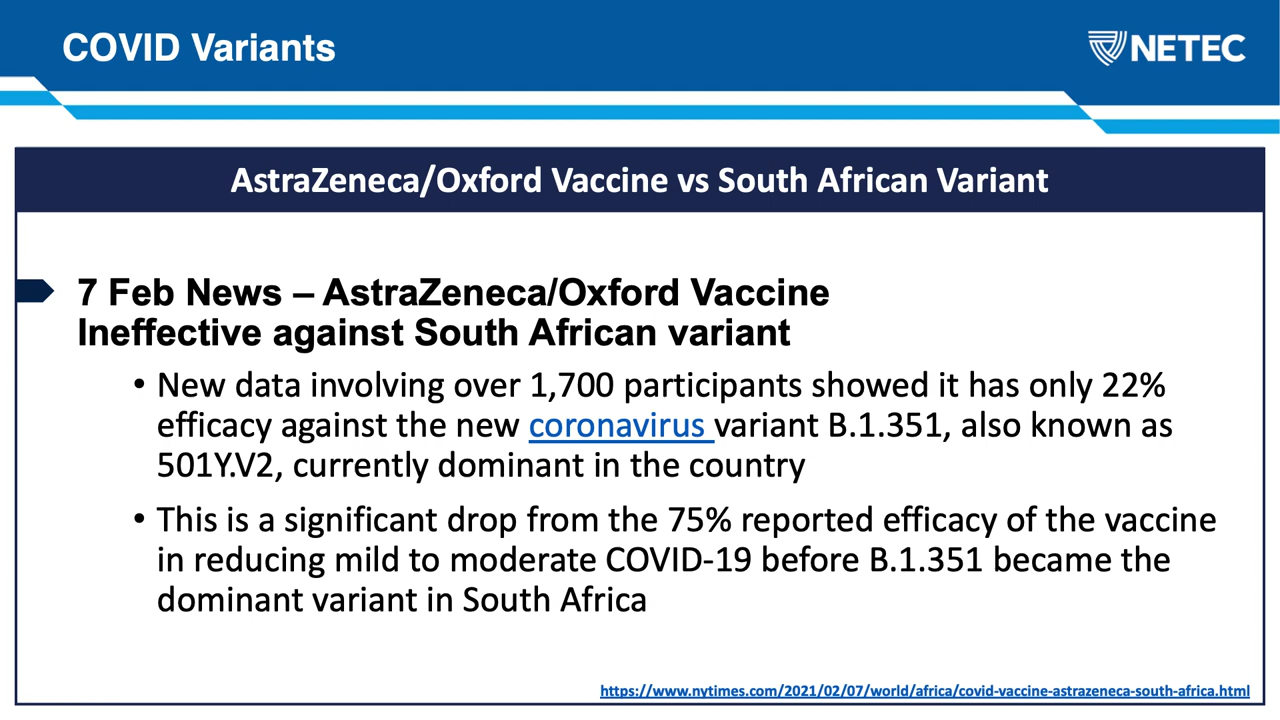 COVID Variants
NETEC
AstraZeneca/Oxford Vaccine vs South African Variant
7 Feb News – AstraZeneca/Oxford Vaccine
Ineffective against South African variant
• New data involving over 1,700 participants showed it has only 22%
efficacy against the new coronavirus variant B.1.351, also known as
501Y.V2, currently dominant in the country
• This is a significant drop from the 75% reported efficacy of the vaccine
in reducing mild to moderate COVID-19 before B.1.351 became the
dominant variant in South Africa
https://www.nytimes.com/2021/02/07/world/africa/covid-vaccine-astrazeneca-south-africa.html